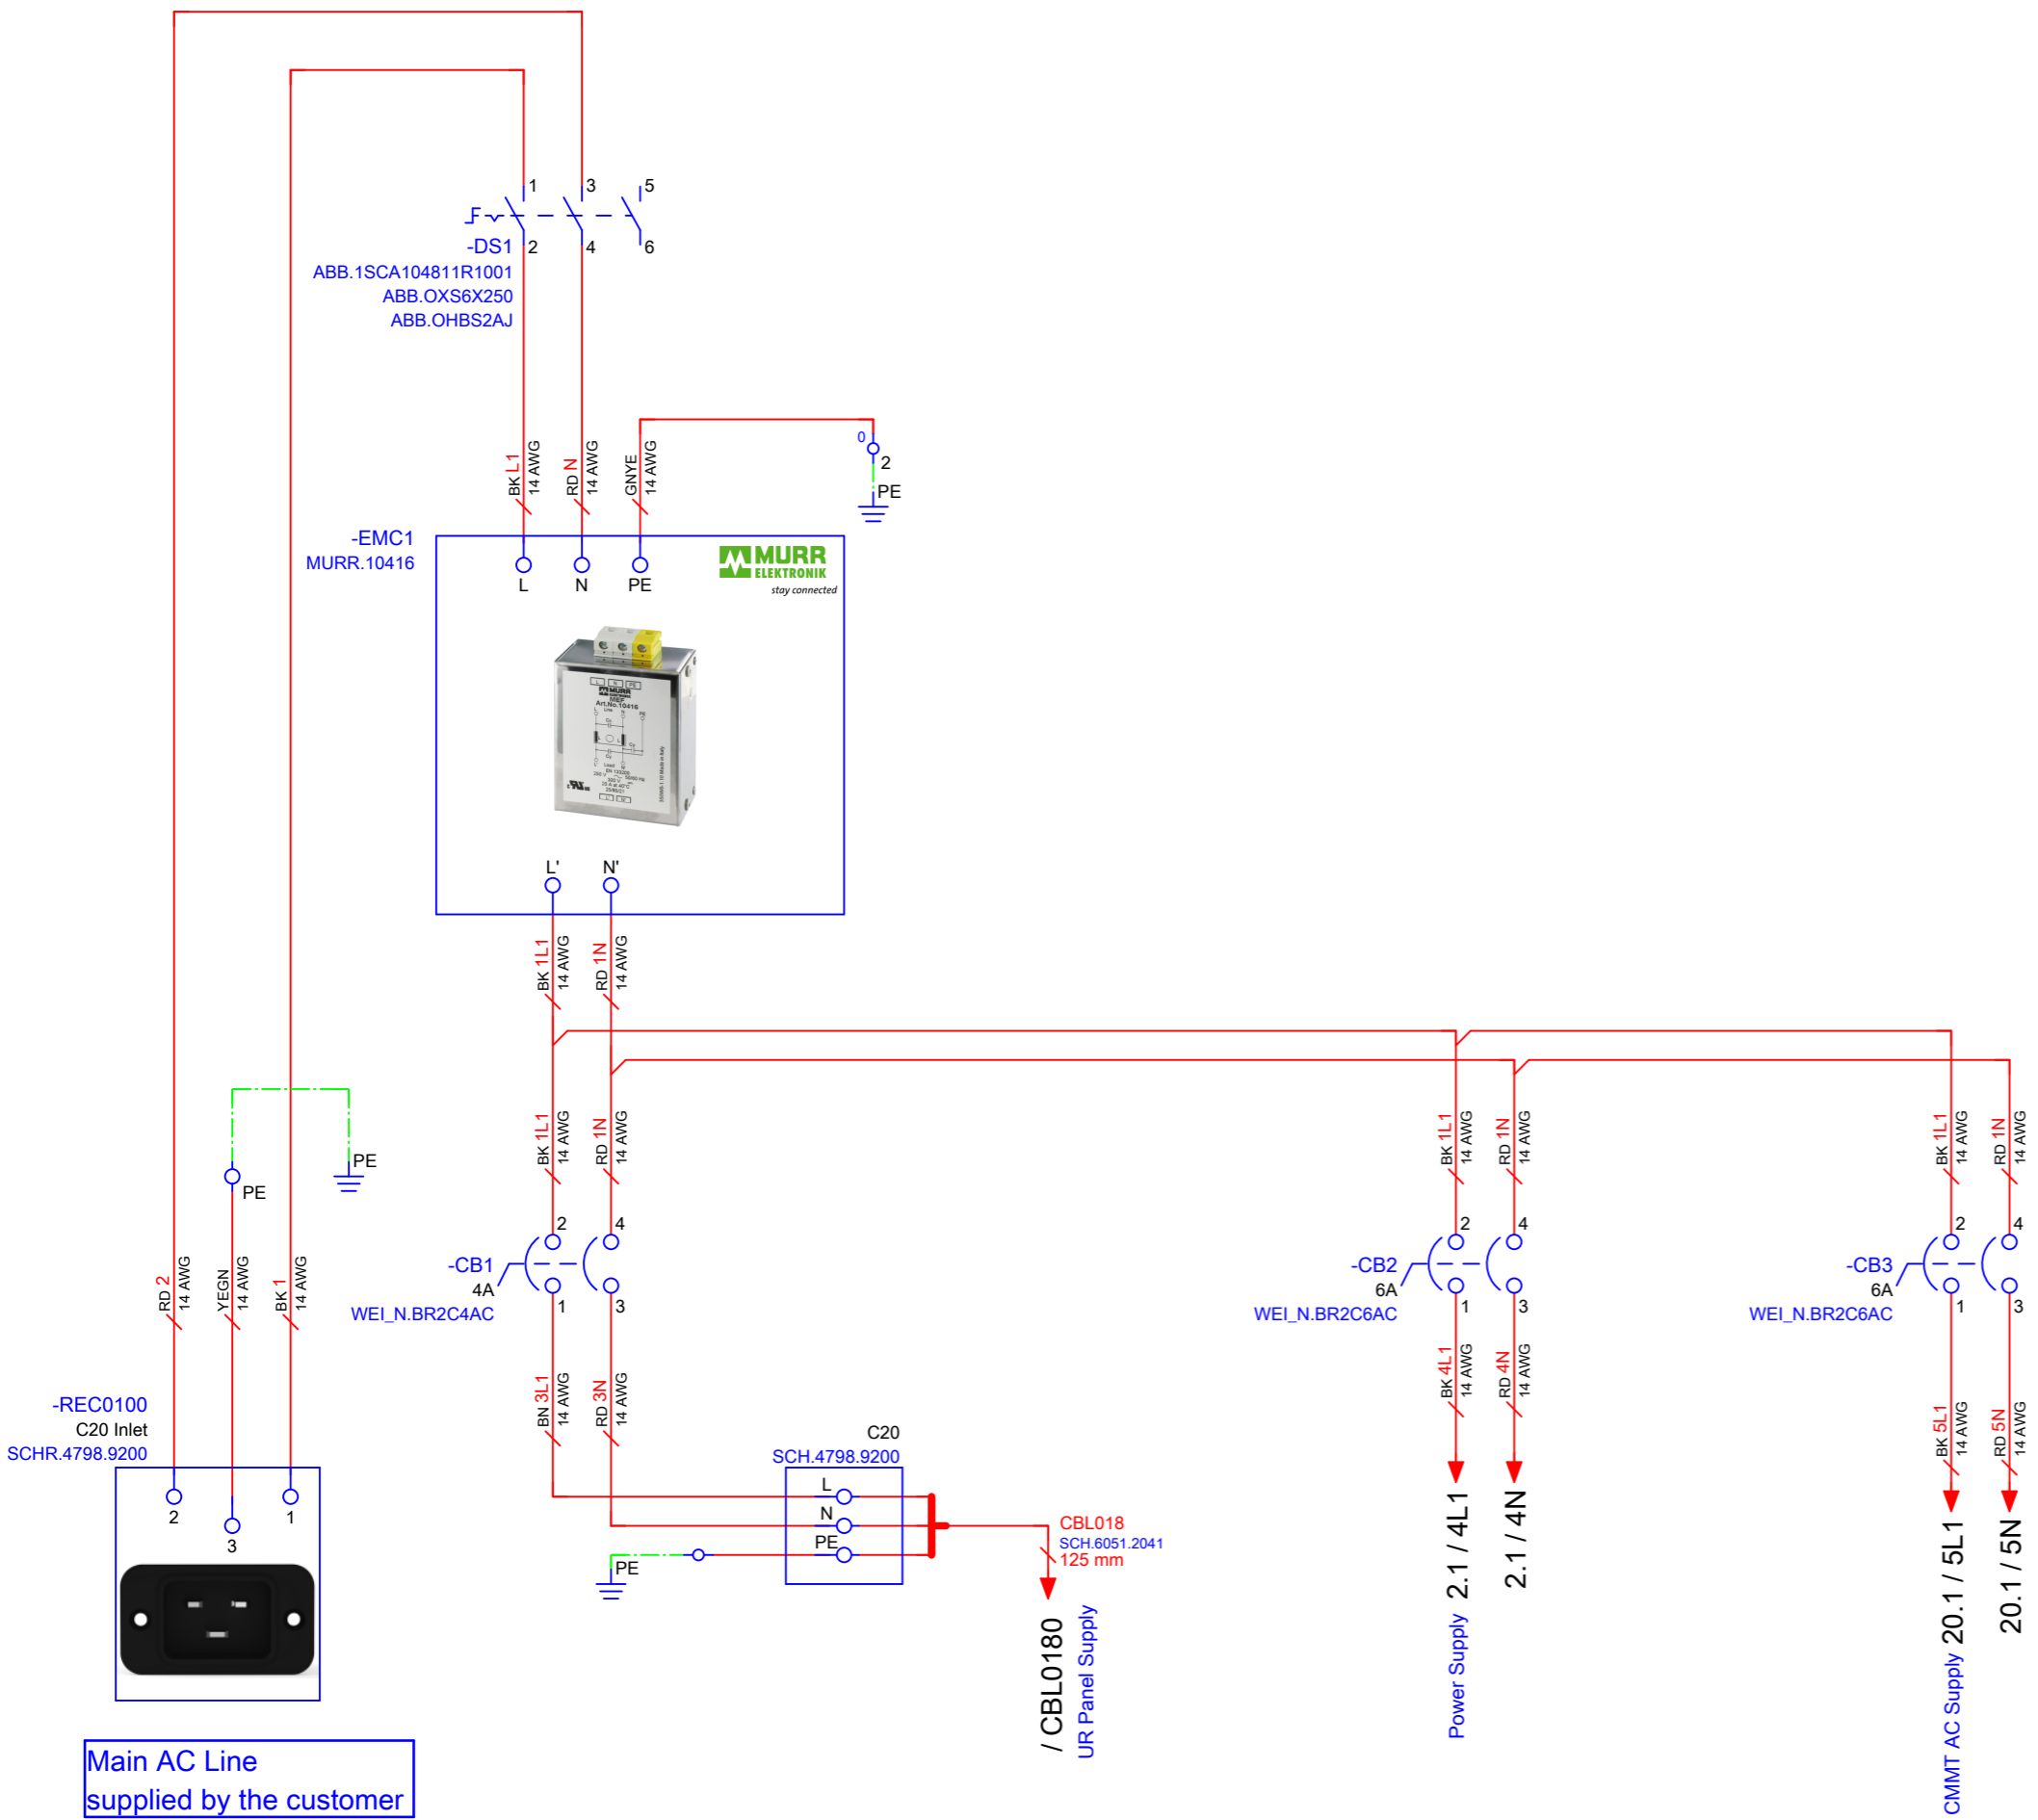 1
3
5
-DS1
2
4
6
ABB.1SCA104811R1001
ABB.OXS6X250
ABB.OHBS2AJ
BK L1
14 AWG
RD N
14 AWG
GNYE
14 AWG
0
2
PE
-EMC1
MURR.10416
L
N
PE
MURR
ELEKTRONIK
stay connected
MURR
MEF
Art.No.10416
L'
N'
BK 1L1
14 AWG
RD 1N
14 AWG
BK 1L1
14 AWG
RD 1N
14 AWG
BK 1L1
14 AWG
RD 1N
14 AWG
BK 1L1
14 AWG
RD 1N
14 AWG
PE
PE
RD 2
14 AWG
YEGN
14 AWG
BK 1
14 AWG
-CB1
4A
WEI_N.BR2C4AC
2
4
1
3
-CB2
6A
WEI_N.BR2C6AC
2
4
1
3
-CB3
6A
WEI_N.BR2C6AC
2
4
1
3
BN 3L1
14 AWG
RD 3N
14 AWG
BK 4L1
14 AWG
RD 4N
14 AWG
BK 5L1
14 AWG
RD 5N
14 AWG
-REC0100
C20 Inlet
SCHR.4798.9200
2
3
1
C20
SCH.4798.9200
L
N
PE
PE
CBL018
SCH.6051.2041
125 mm
/ CBL0180
UR Panel Supply
Power Supply 2.1 / 4L1
2.1 / 4N
CMMT AC Supply 20.1 / 5L1
20.1 / 5N
Main AC Line
supplied by the customer